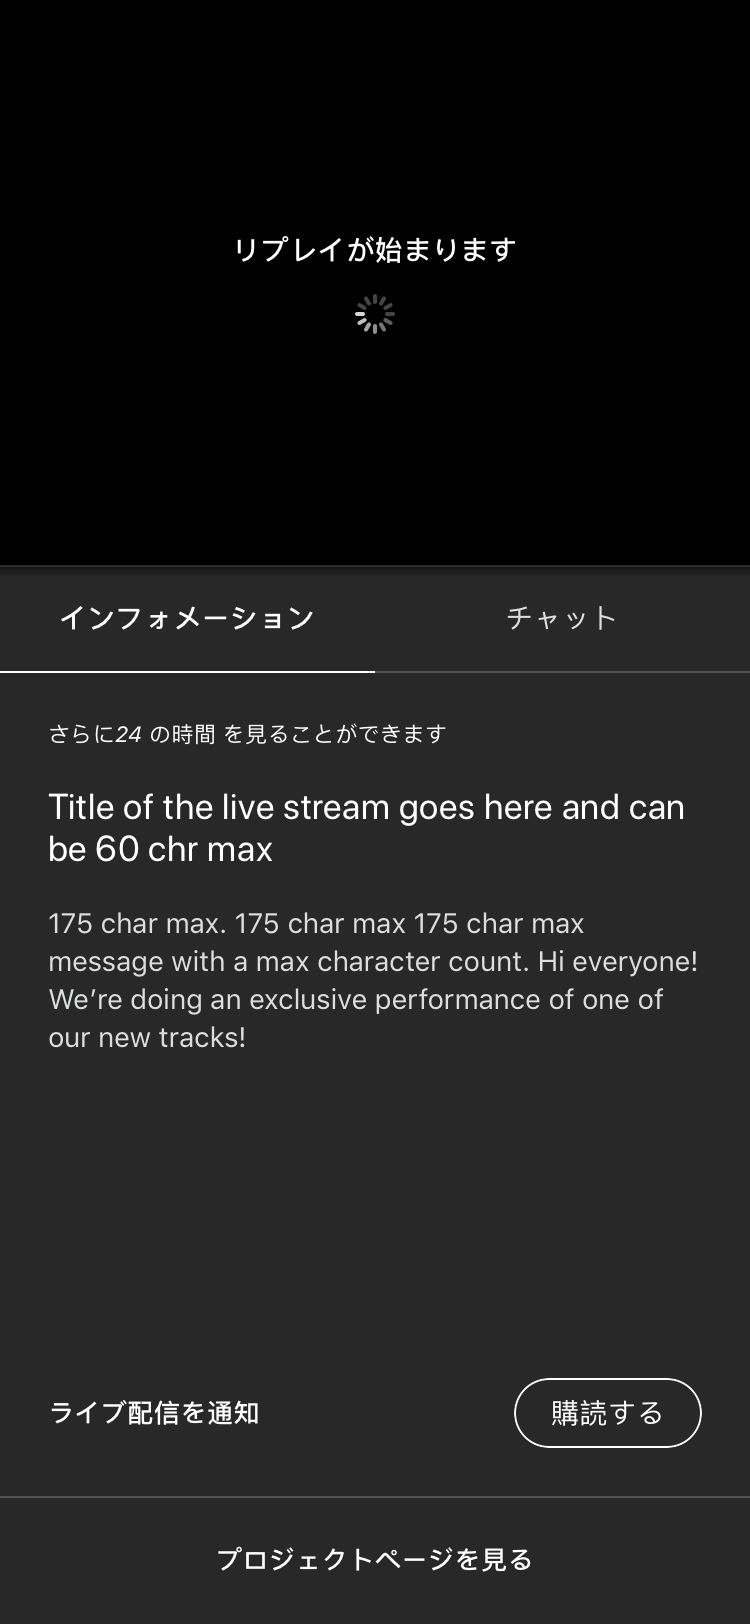 リプレイが始まります
インフォメーション
チャット
さらに24 の時間 を見ることができます
Title of the live stream goes here and can
be 60 chr max
175 char max. 175 char max 175 char max
message with a max character count. Hi everyone!
We’re doing an exclusive performance of one of
our new tracks!
ライブ配信を通知
購読する
プロジェクトページを見る